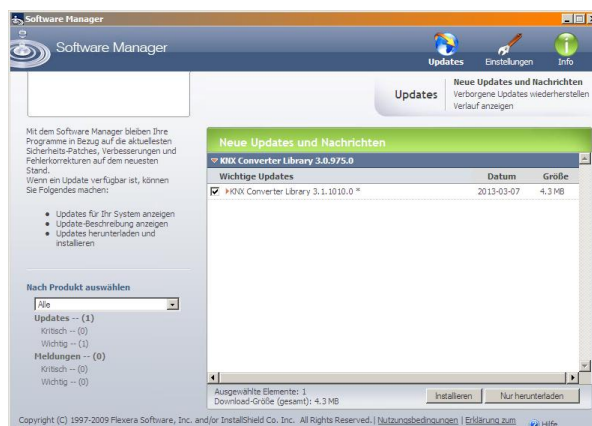 Software Manager
Software Manager
Updates
Einstellungen
Info
Updates
Neue Updates und Nachrichten
Verborgene Updates wiederherstellen
Verlauf anzeigen
Mit dem Software Manager bleiben Ihre
Programme in Bezug auf die aktuellesten
Sicherheits-Patches, Verbesserungen und
Fehlerkorrekturen auf dem neuesten
Stand.
Wenn ein Update verfügbar ist, können
Sie Folgendes machen:
Updates für Ihr System anzeigen
Update-Beschreibung anzeigen
Updates herunterladen und
installieren
Nach Produkt auswählen
Alle
Updates -- (1)
Kritisch -- (0)
Wichtig -- (1)
Meldungen -- (0)
Kritisch -- (0)
Wichtig -- (0)
Neue Updates und Nachrichten
KNX Converter Library 3.0.975.0
Wichtige Updates Datum Größe
KNX Converter Library 3.1.1010.0 * 2013-03-07 4.3 MB
Ausgewählte Elemente: 1
Download-Größe (gesamt): 4.3 MB
Installieren
Nur herunterladen
Copyright (C) 1997-2009 Flexera Software, Inc. and/or InstallShield Co. Inc. All Rights Reserved. | Nutzungsbedingungen | Erklärung zum
Hilfe